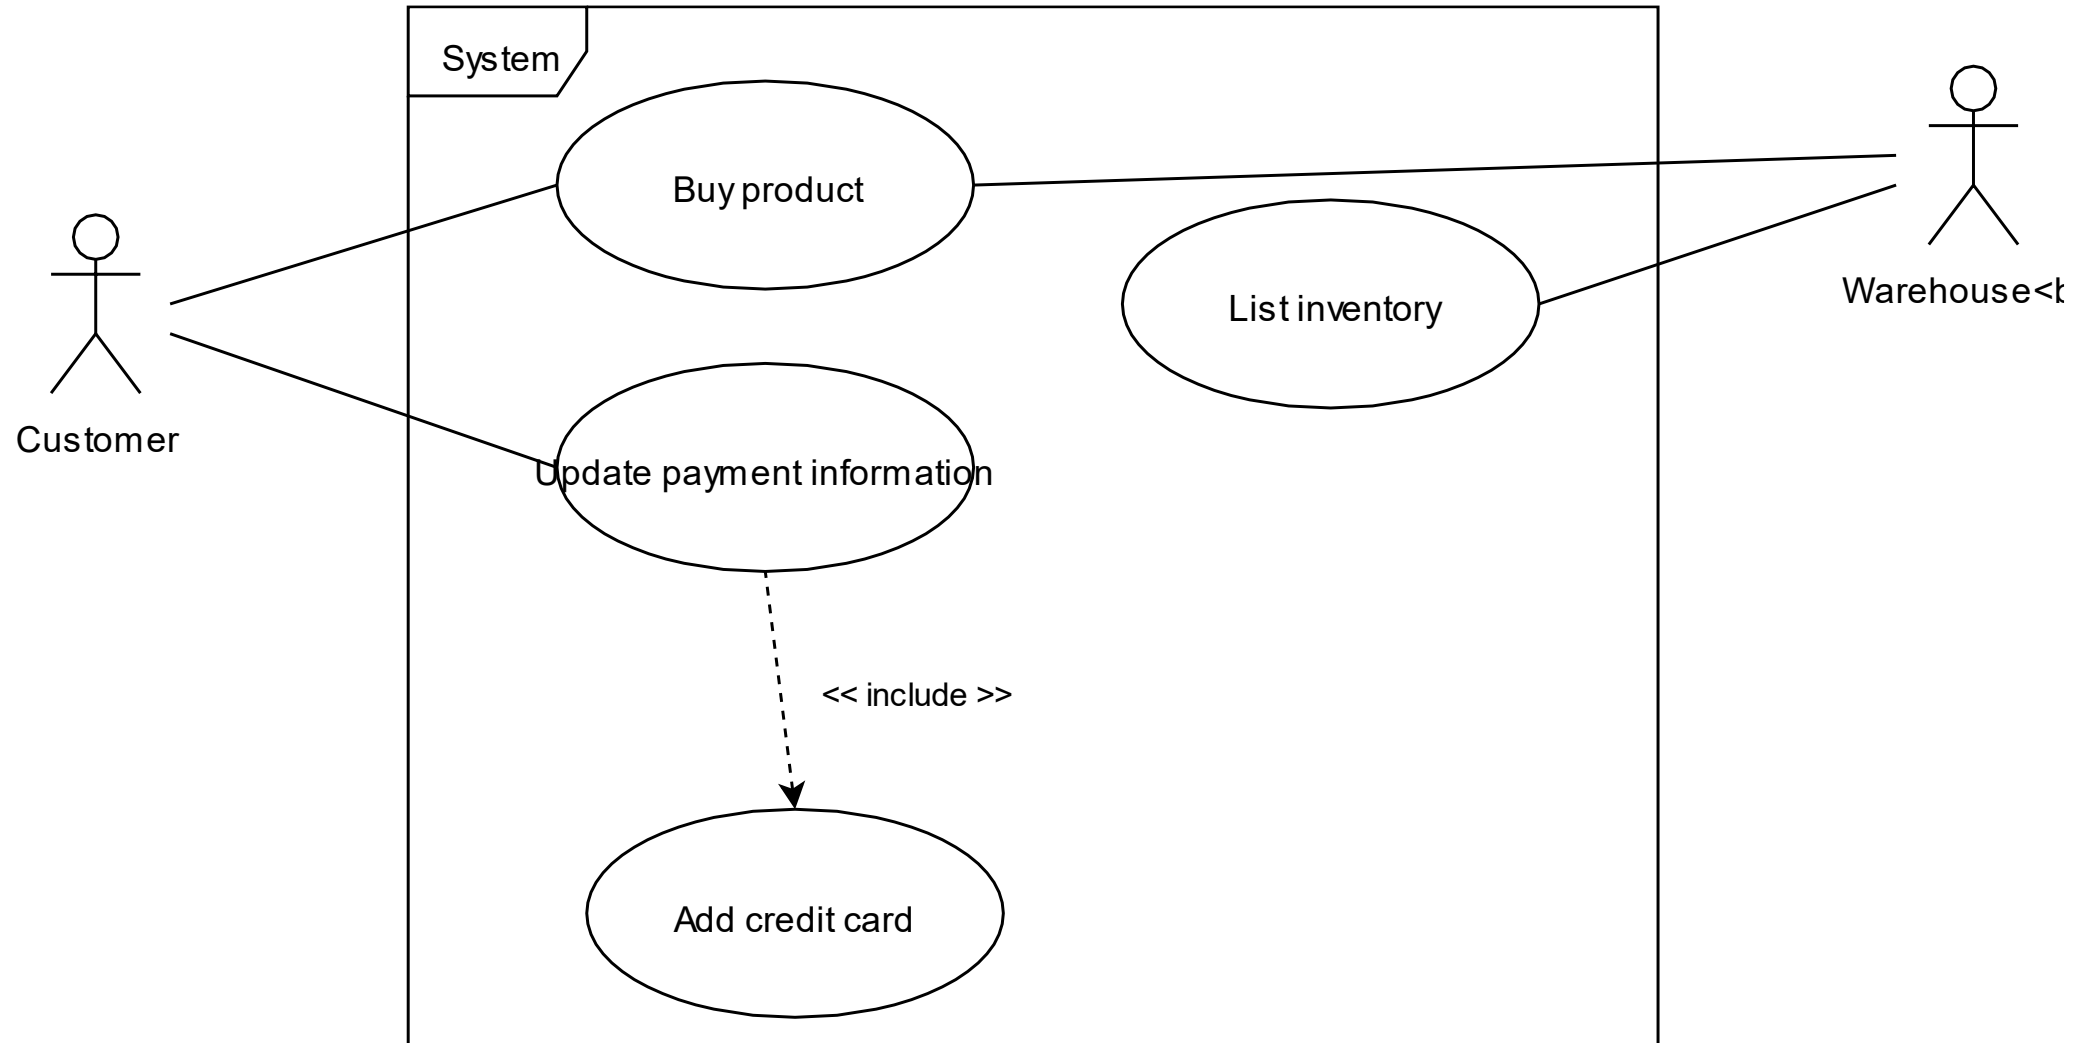 System
Buy product
List inventory
Warehouse<b
Customer
Update payment information
<< include >>
Add credit card